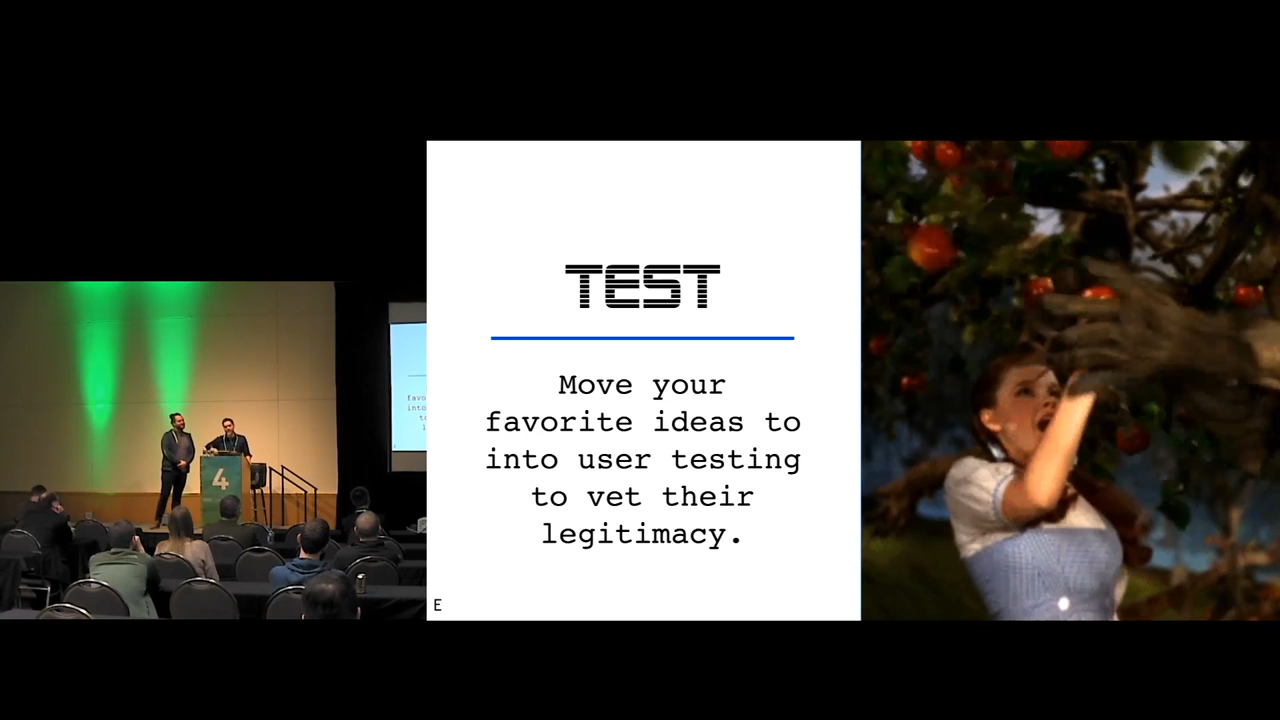 4
TEST
Move your
favorite ideas to
into user testing
to vet their
legitimacy.
E